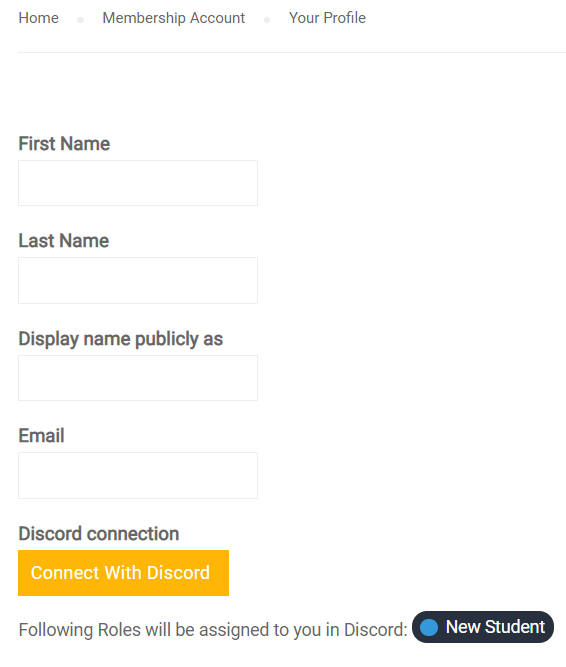 Home Membership Account Your Profile
First Name
Last Name
Display name publicly as
Email
Discord connection
Connect With Discord
Following Roles will be assigned to you in Discord: New Student